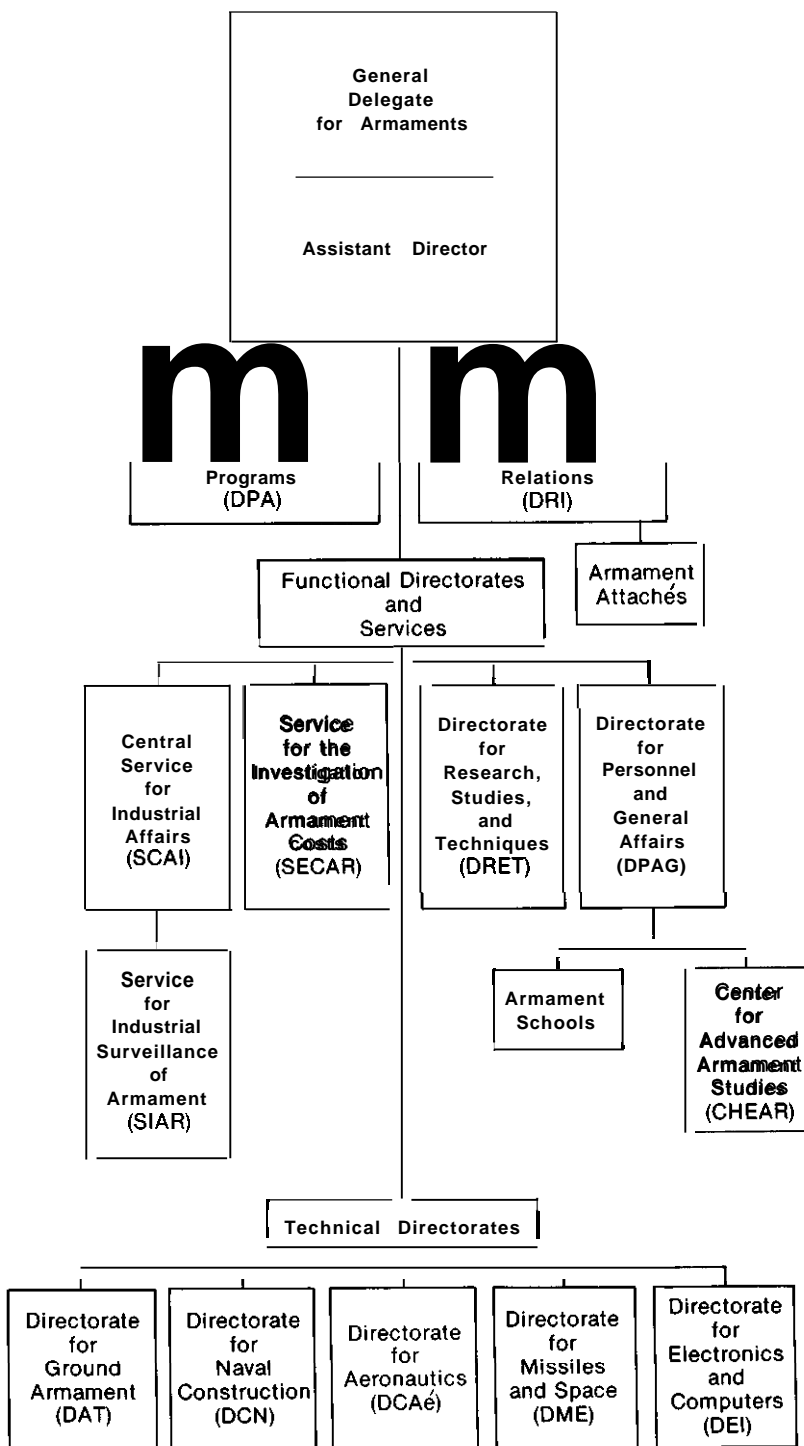 General
Delegate
for Armaments
Assistant Director
m
m
Programs
(DPA)
Relations
(DRI)
Armament
Attachés
Functional Directorates
and
Services
Central
Service
for
Industrial
Affairs
(SCAI)
Service
for the
Investigation
of
Armament
Costs
(SECAR)
Directorate
for
Research,
Studies,
and
Techniques
(DRET)
Directorate
for
Personnel
and
General
Affairs
(DPAG)
Service
for
Industrial
Surveillance
of
Armament
(SIAR)
Armament
Schools
Center
for
Advanced
Armament
Studies
(CHEAR)
Technical Directorates
Directorate
for
Ground
Armament
(DAT)
Directorate
for
Naval
Construction
(DCN)
Directorate
for
Aeronautics
(DCAé)
Directorate
for
Missiles
and Space
(DME)
Directorate
for
Electronics
and
Computers
(DEI)